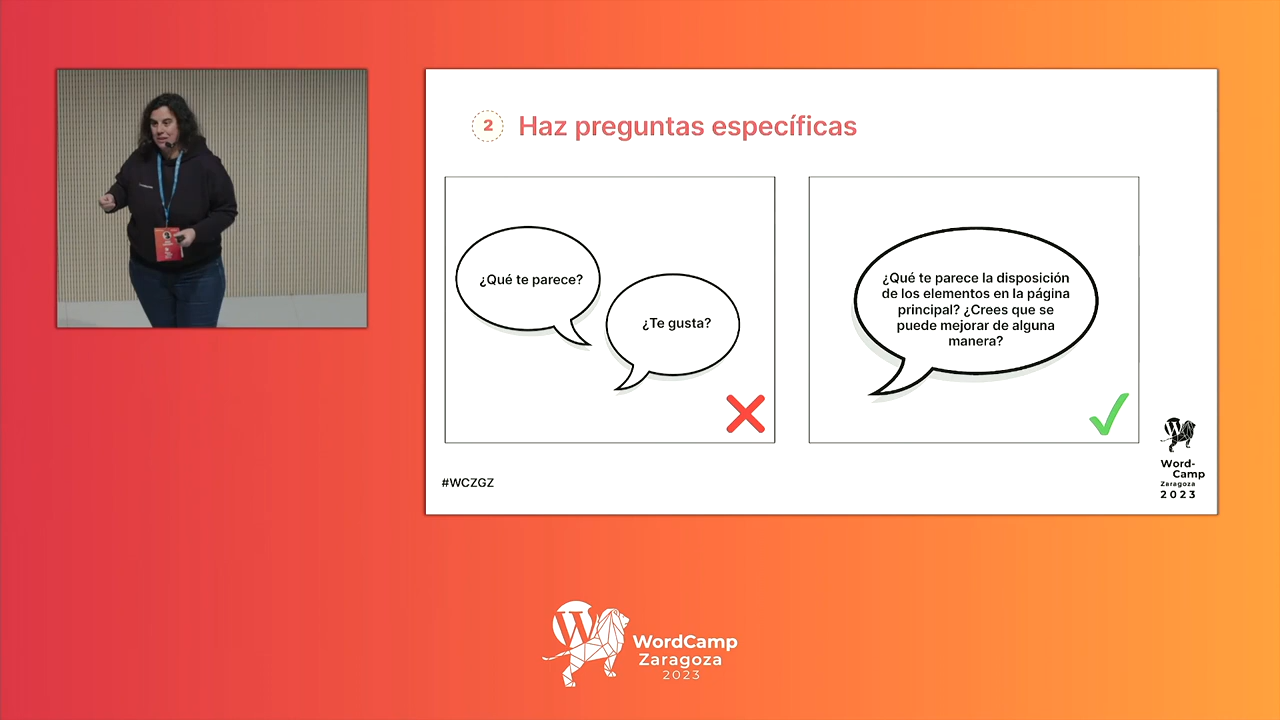 2 Haz preguntas específicas
¿Qué te parece?
¿Te gusta?
¿Qué te parece la disposición
de los elementos en la página
principal? ¿Crees que se
puede mejorar de alguna
manera?
#WCZGZ
Word-
Camp
Zaragoza
2023
WordCamp
Zaragoza
2023